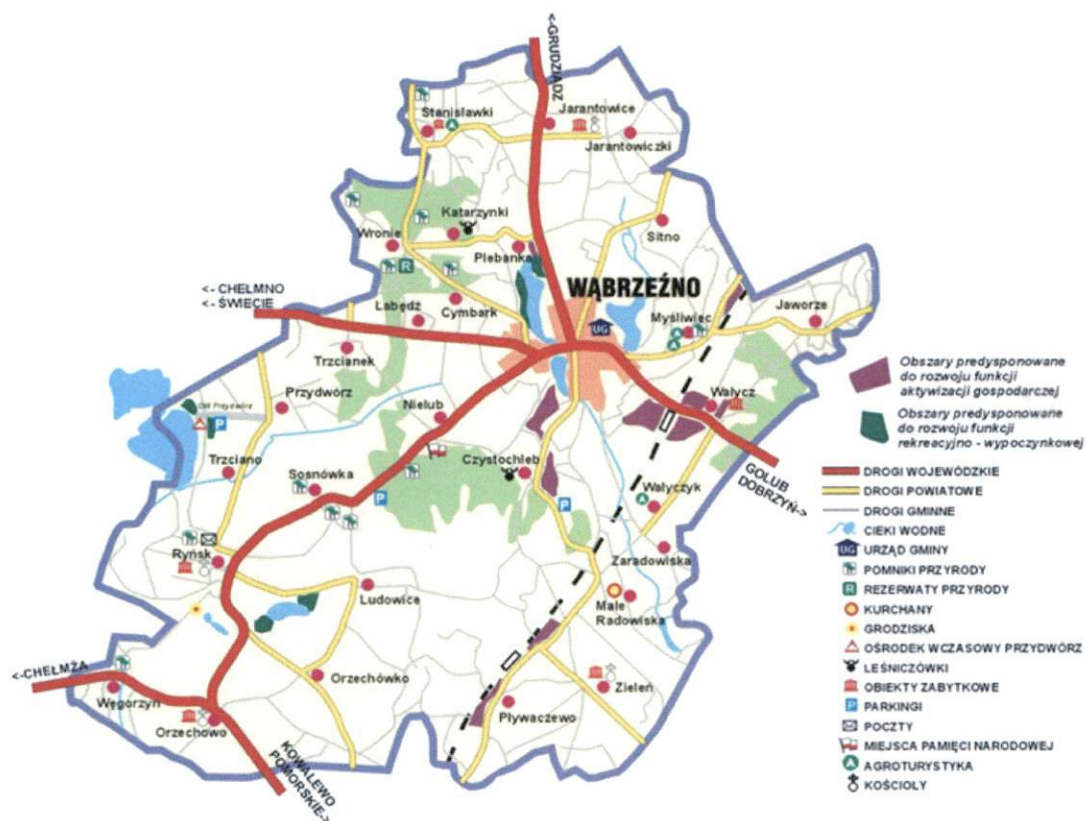 <-GRUDZIĄDZ
Stanisławki
Jarantowice
Jarantowiczki
Katarzynki
Wronie
Sitno
Plebanka
WĄBRZEŹNO
<- CHEŁMNO
<- ŚWIECIE
Łabędź
Cymbark
UG
Myśliwiec
Jaworze
R
A
A
A
Trzcianek
Przydwórz
Nielub
Wałycz
P
Trzciano
Czystochleb
Sosnówka
P
P
Wałyczyk
A
GOLUB
DOBRZYŃ->
Ryńsk
Zaradowiska
Ludowice
Małe
Radowiska
<-CHEŁMŻA
Orzechówko
Zieleń
Węgorzyn
Pływaczewo
Orzechowo
KOWALEWO
POMORSKIE->
Obszary predysponowane
do rozwoju funkcji
aktywizacji gospodarczej
Obszary predysponowane
do rozwoju funkcji
rekreacyjno - wypoczynkowej
DROGI WOJEWÓDZKIE
DROGI POWIATOWE
DROGI GMINNE
CIEKI WODNE
UG URZĄD GMINY
POMNIKI PRZYRODY
R REZERWATY PRZYRODY
KURCHANY
GRODZISKA
OŚRODEK WCZASOWY PRZYDWÓRZ
LEŚNICZÓWKI
OBIEKTY ZABYTKOWE
P PARKINGI
POCZTY
MIEJSCA PAMIĘCI NARODOWEJ
A AGROTURYSTYKA
KOŚCIOŁY